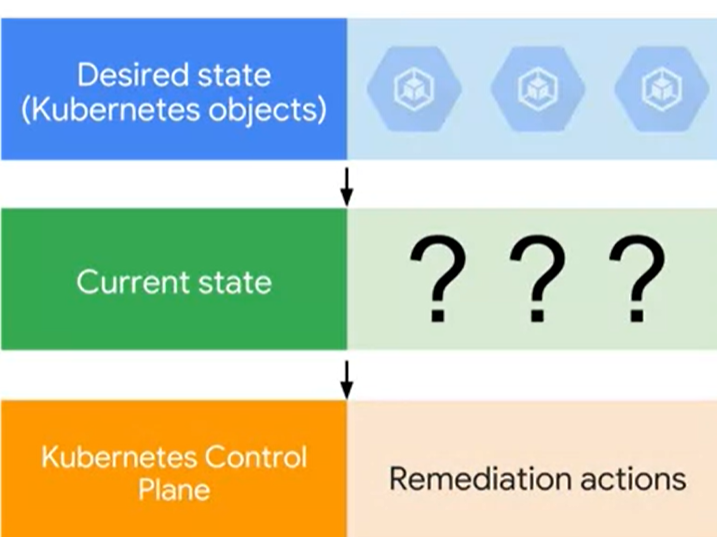 Desired state
(Kubernetes objects)
Current state
? ? ?
Kubernetes Control
Plane
Remediation actions